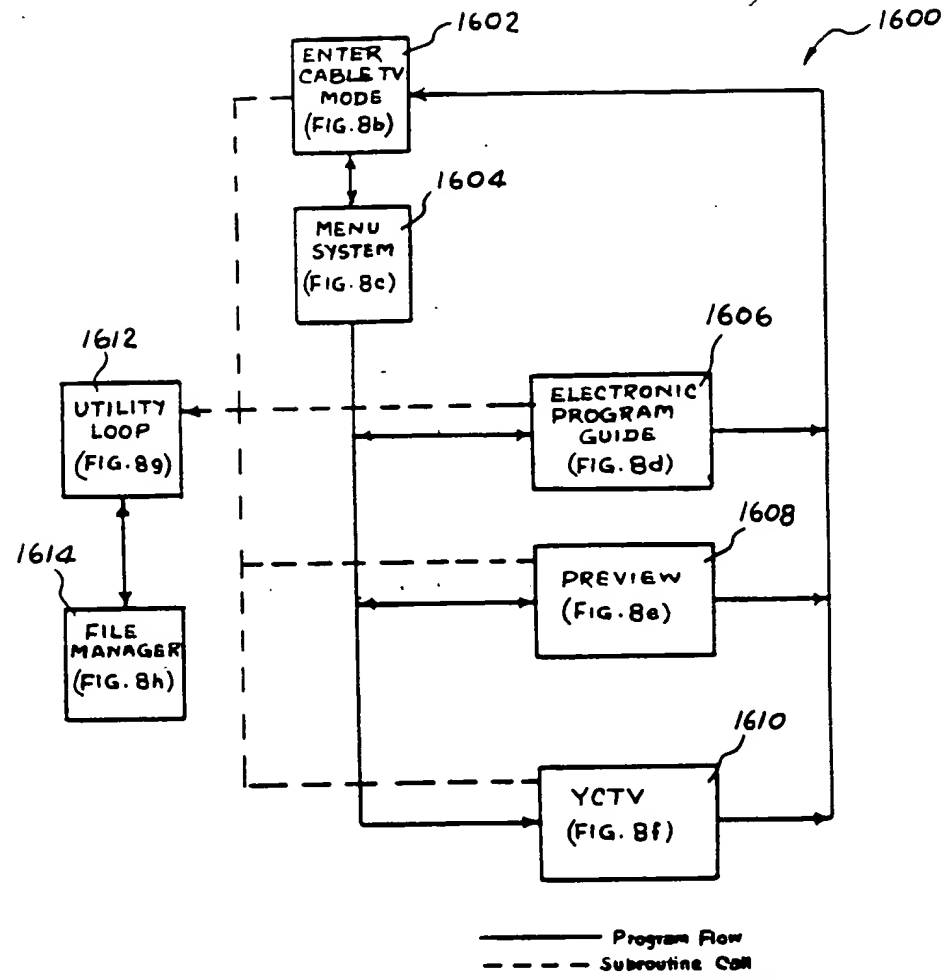 1600
1602
ENTER
CABLE TV
MODE
(FIG. 8b)
1604
MENU
SYSTEM
(FIG. 8c)
1606
ELECTRONIC
PROGRAM
GUIDE
(FIG. 8d)
1612
UTILITY
LOOP
(FIG. 8g)
1608
PREVIEW
(FIG. 8e)
1614
FILE
MANAGER
(FIG. 8h)
1610
YCTV
(FIG. 8f)
Program Flow
Subroutine Call